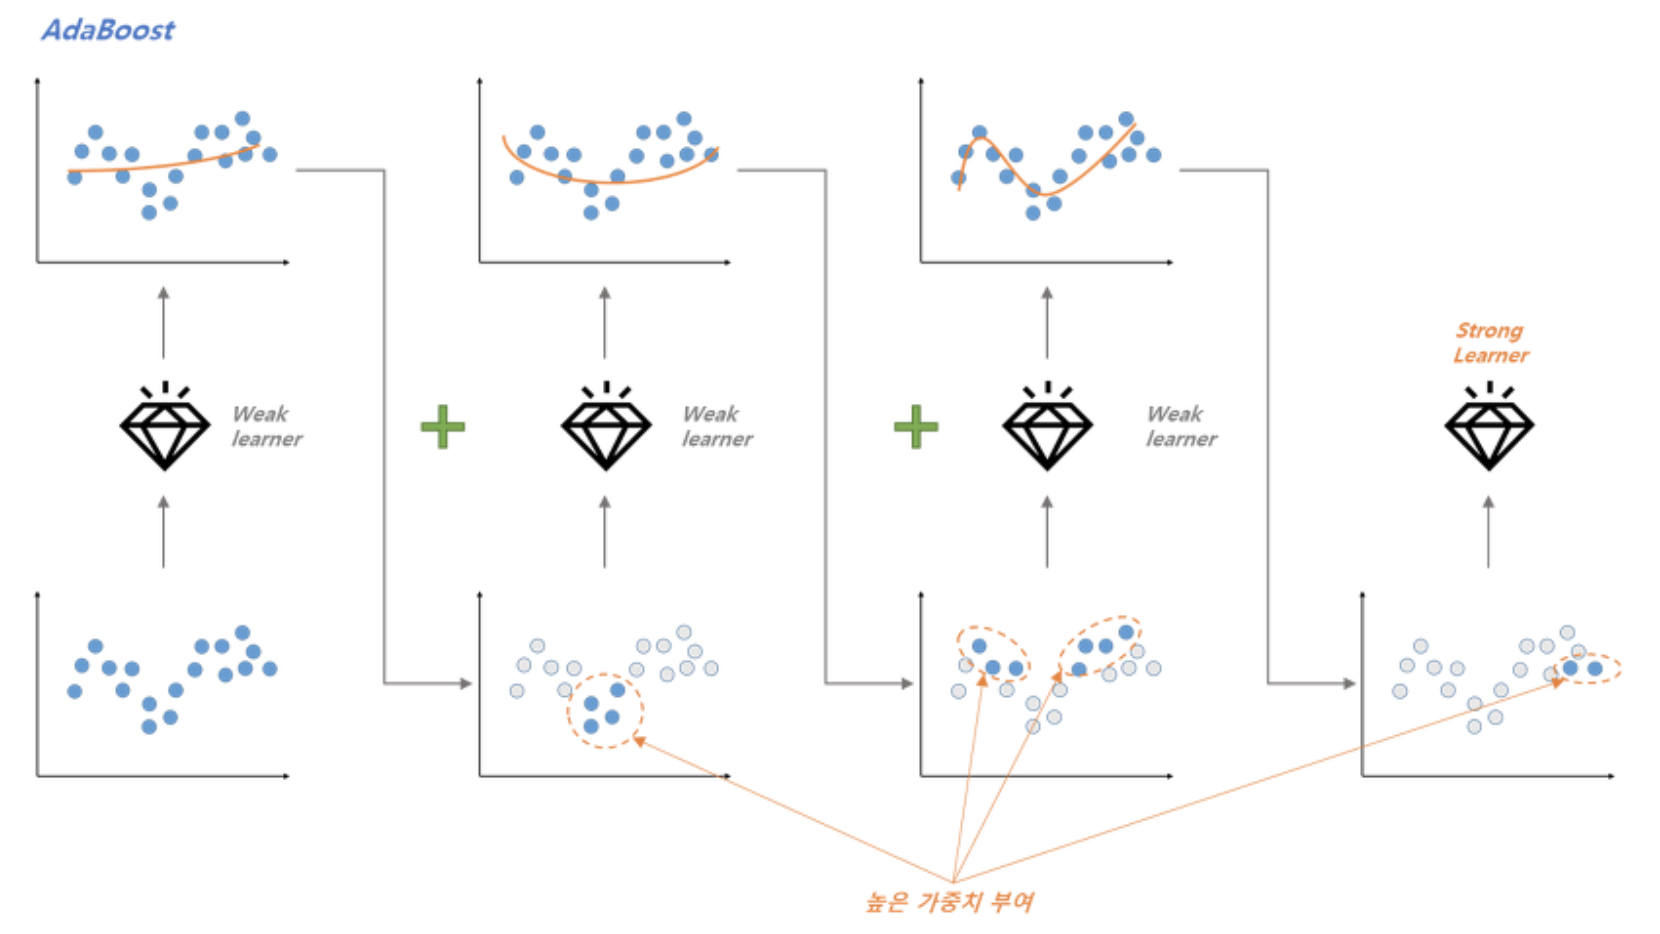 AdaBoost
Weak
learner
Weak
learner
Weak
learner
Strong
Learner
높은 가중치 부여